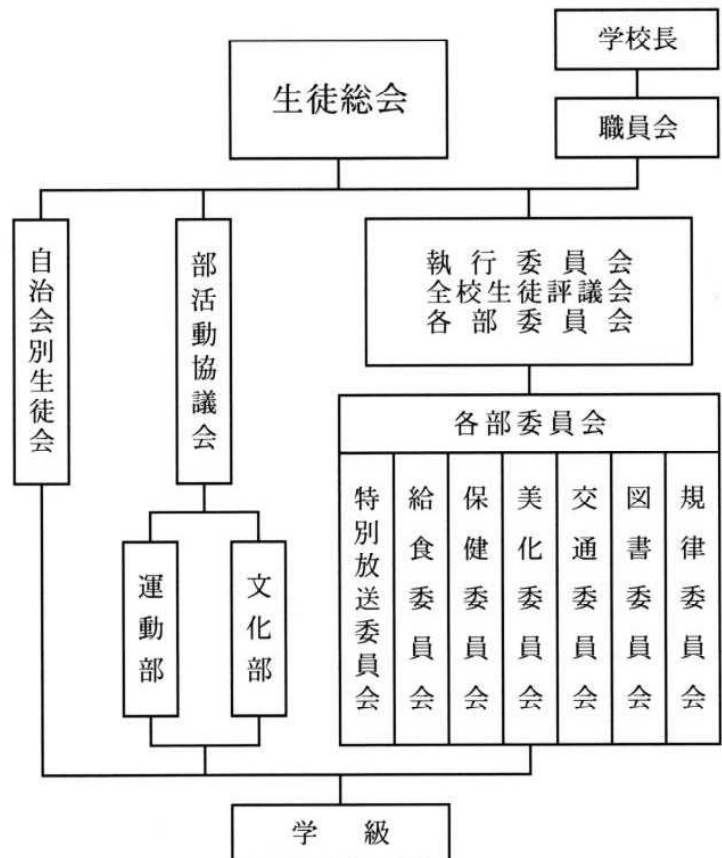 学校長
生徒総会
職員会
自治会別生徒会
部活動協議会
執行委員会
全校生徒評議会
各部委員会
各部委員会
特別放送委員会
給食委員会
保健委員会
美化委員会
交通委員会
図書委員会
規律委員会
運動部
文化部
学級